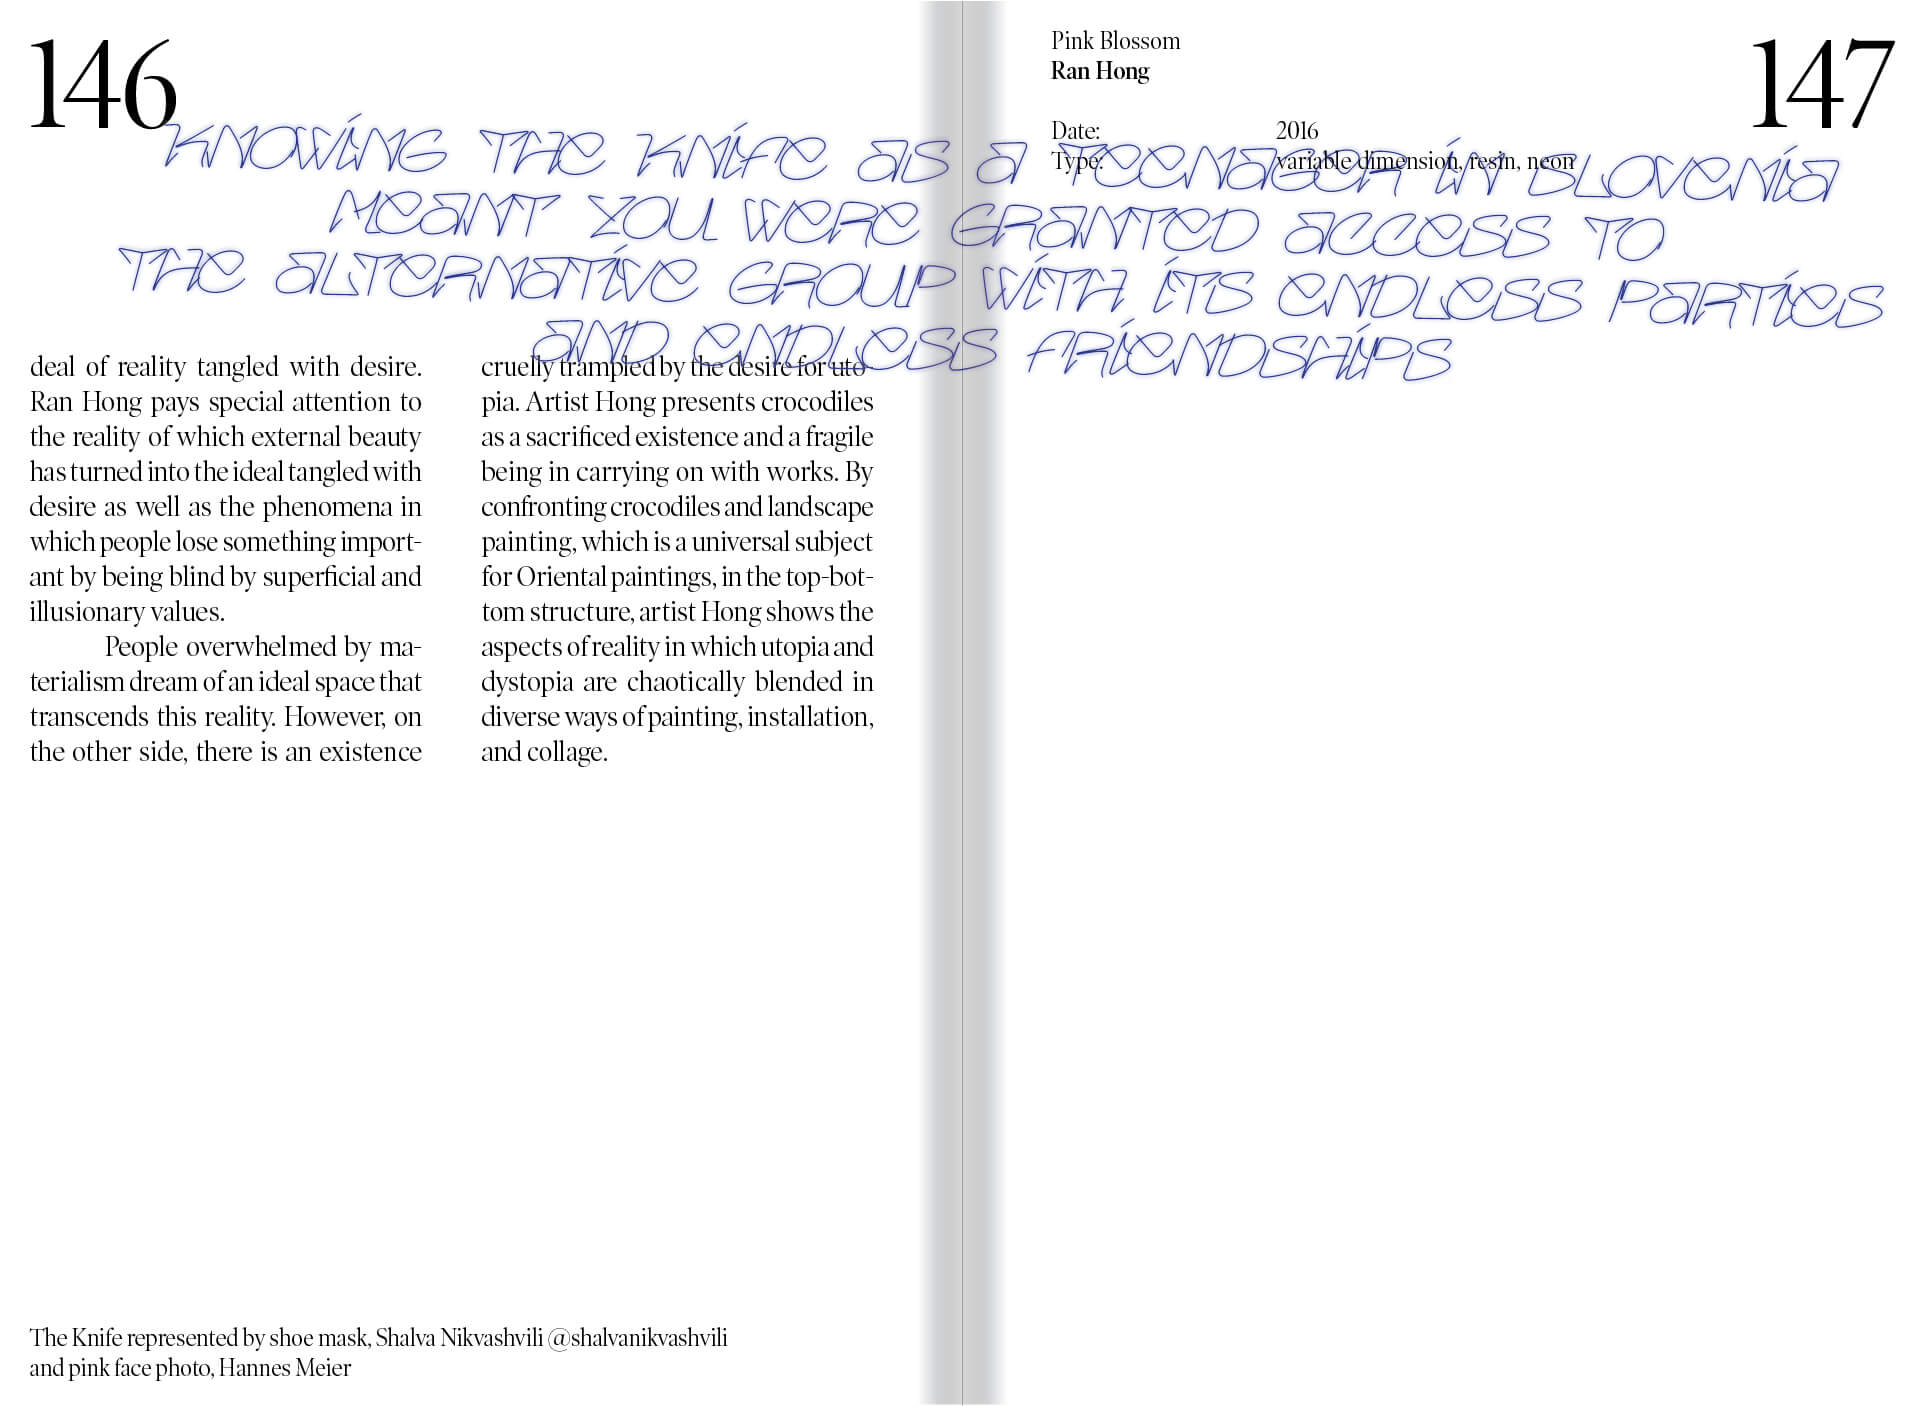 146
KNOWING THE KNIFE AS A TEENAGER IN SLOVENIA
MEANT YOU WERE GRANTED ACCESS TO
THE ALTERNATIVE GROUP WITH ITS ENDLESS PARTIES
AND ENDLESS FRIENDSHIPS
deal of reality tangled with desire.
Ran Hong pays special attention to
the reality of which external beauty
has turned into the ideal tangled with
desire as well as the phenomena in
which people lose something import-
ant by being blind by superficial and
illusionary values.
People overwhelmed by ma-
terialism dream of an ideal space that
transcends this reality. However, on
the other side, there is an existence
cruelly trampled by the desire for uto-
pia. Artist Hong presents crocodiles
as a sacrificed existence and a fragile
being in carrying on with works. By
confronting crocodiles and landscape
painting, which is a universal subject
for Oriental paintings, in the top-bot-
tom structure, artist Hong shows the
aspects of reality in which utopia and
dystopia are chaotically blended in
diverse ways of painting, installation,
and collage.
The Knife represented by shoe mask, Shalva Nikvashvili @shalvanikvashvili
and pink face photo, Hannes Meier
Pink Blossom
Ran Hong
147
Date: 2016
Type: variable dimension, resin, neon